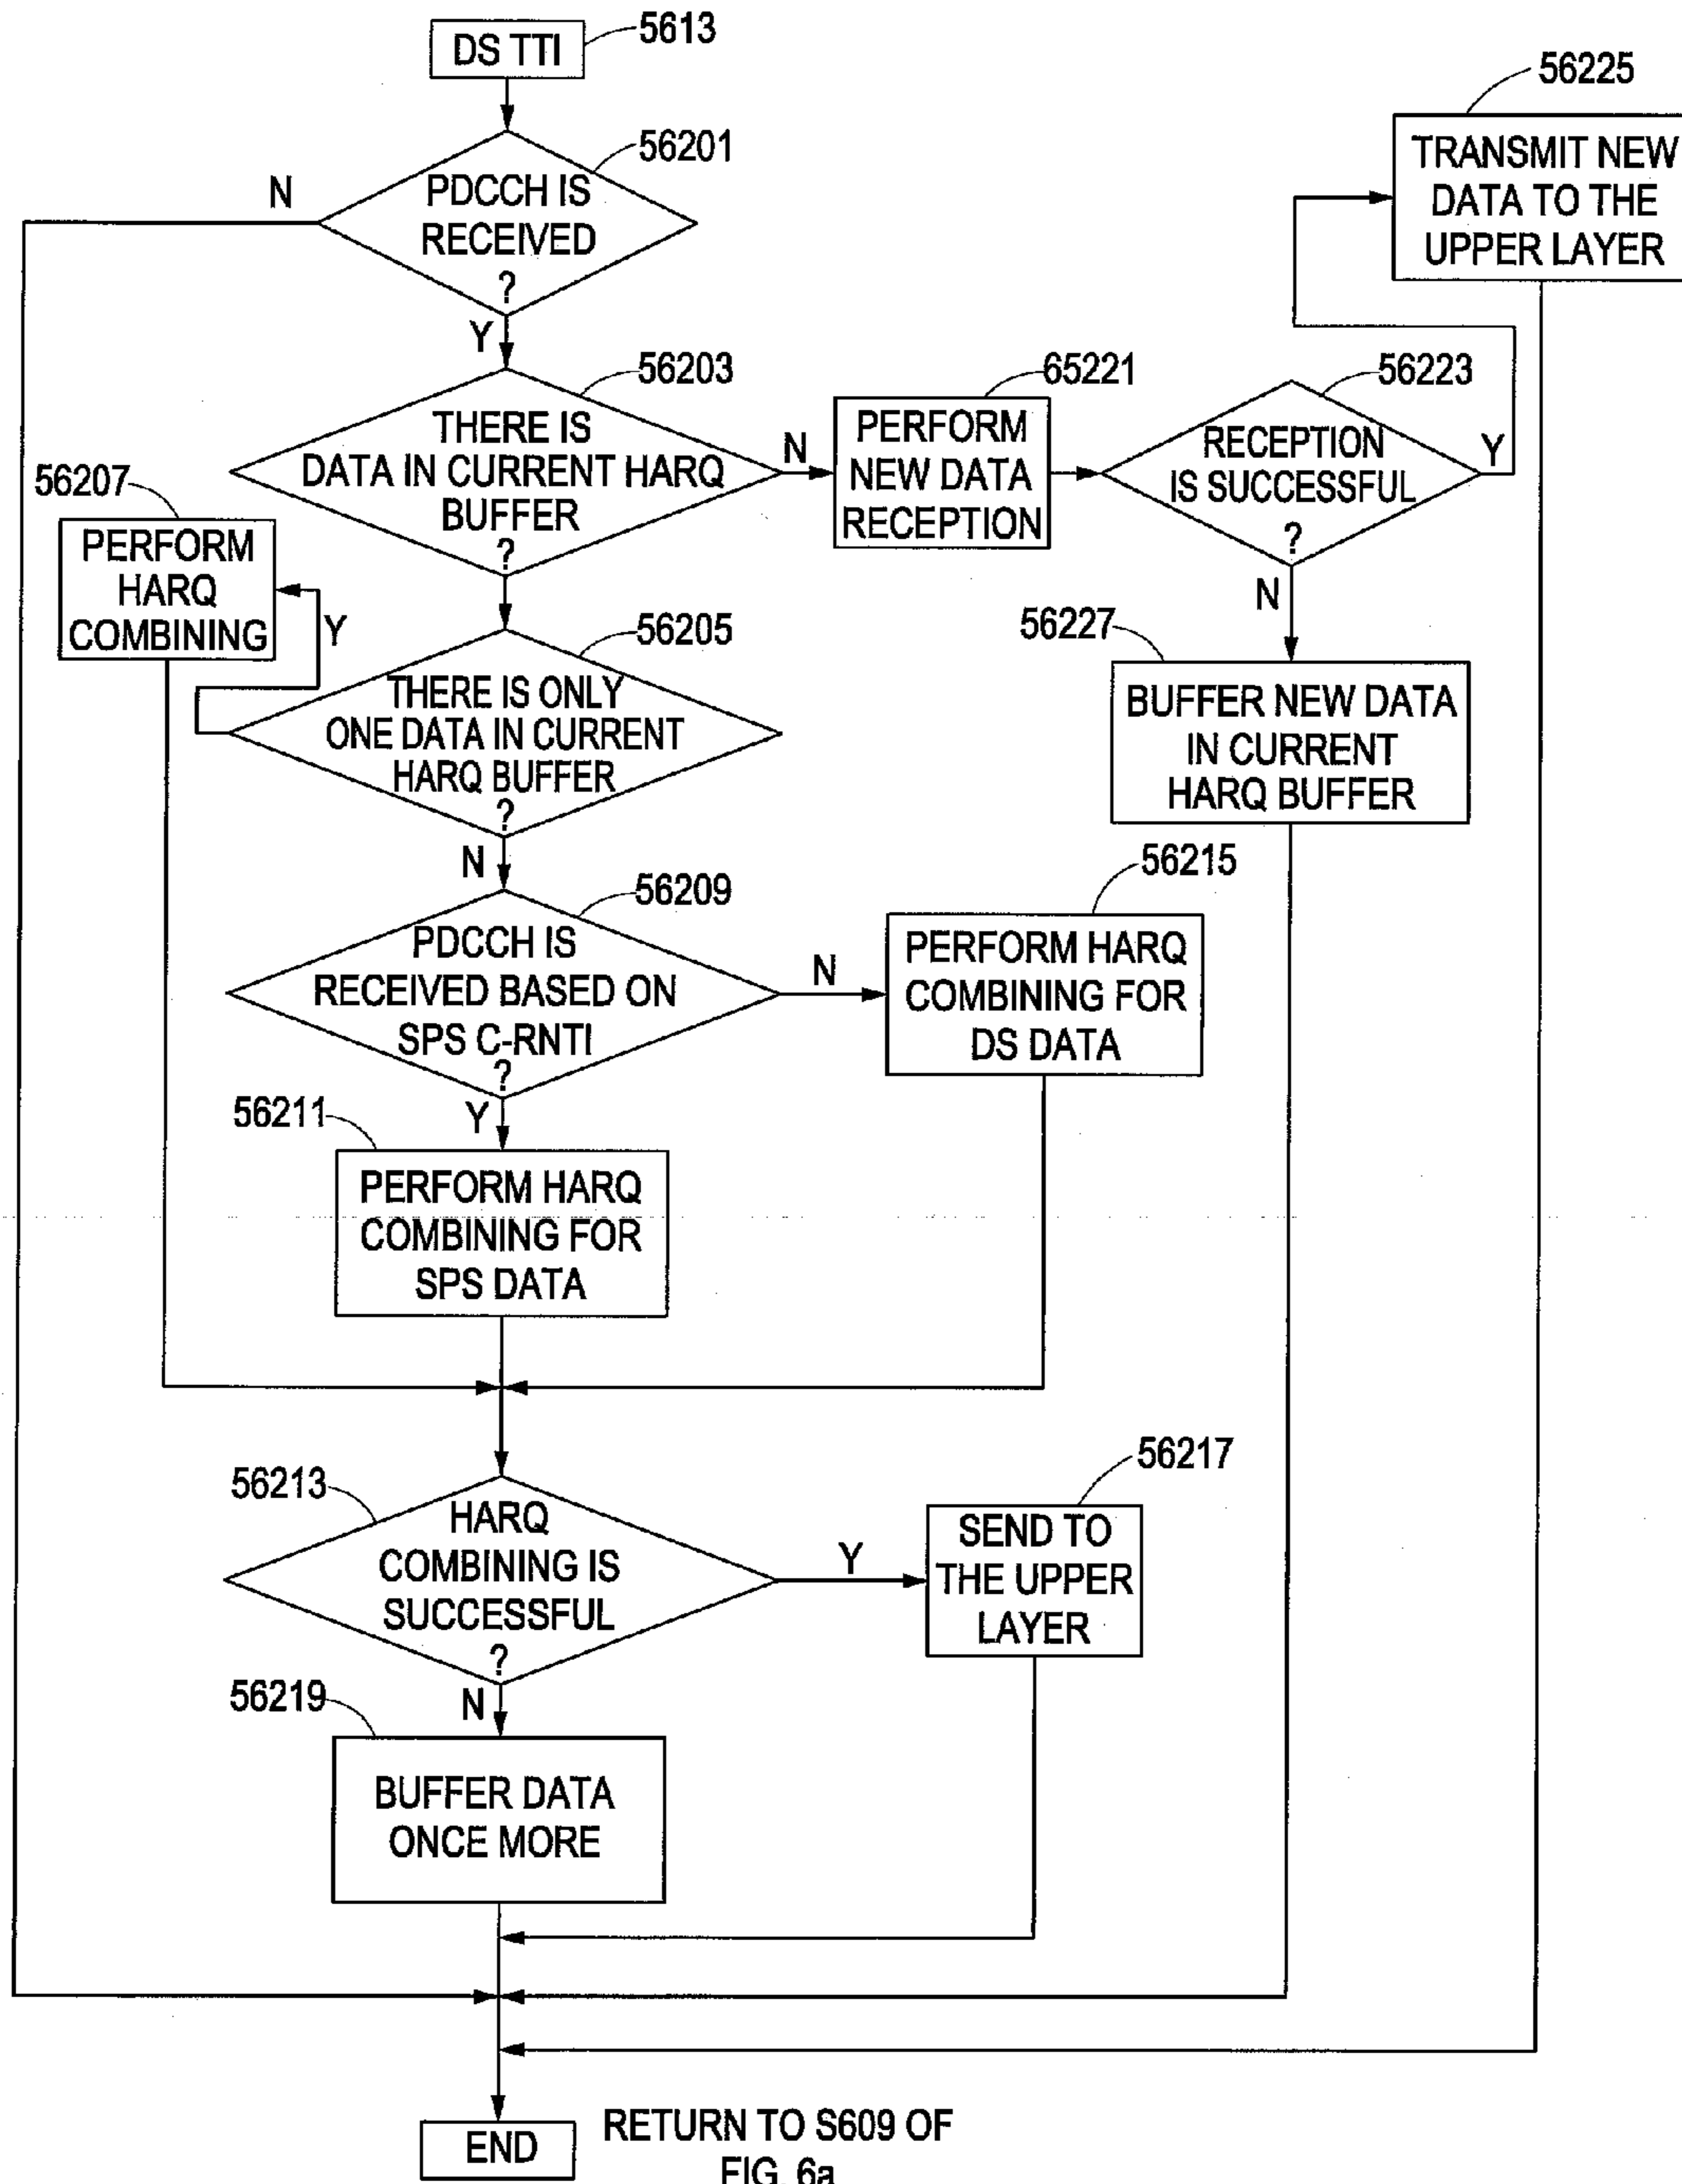 DS TTI
5613
PDCCH IS
RECEIVED
?
56201
N
Y
56225
TRANSMIT NEW
DATA TO THE
UPPER LAYER
THERE IS
DATA IN CURRENT HARQ
BUFFER
?
56203
N
65221
PERFORM
NEW DATA
RECEPTION
56223
RECEPTION
IS SUCCESSFUL
?
Y
N
56207
PERFORM
HARQ
COMBINING
Y
56205
THERE IS ONLY
ONE DATA IN CURRENT
HARQ BUFFER
?
N
56227
BUFFER NEW DATA
IN CURRENT
HARQ BUFFER
56209
PDCCH IS
RECEIVED BASED ON
SPS C-RNTI
?
N
Y
56215
PERFORM HARQ
COMBINING FOR
DS DATA
56211
PERFORM HARQ
COMBINING FOR
SPS DATA
56213
HARQ
COMBINING IS
SUCCESSFUL
?
Y
N
56217
SEND TO
THE UPPER
LAYER
56219
BUFFER DATA
ONCE MORE
END
RETURN TO S609 OF
FIG. 6a